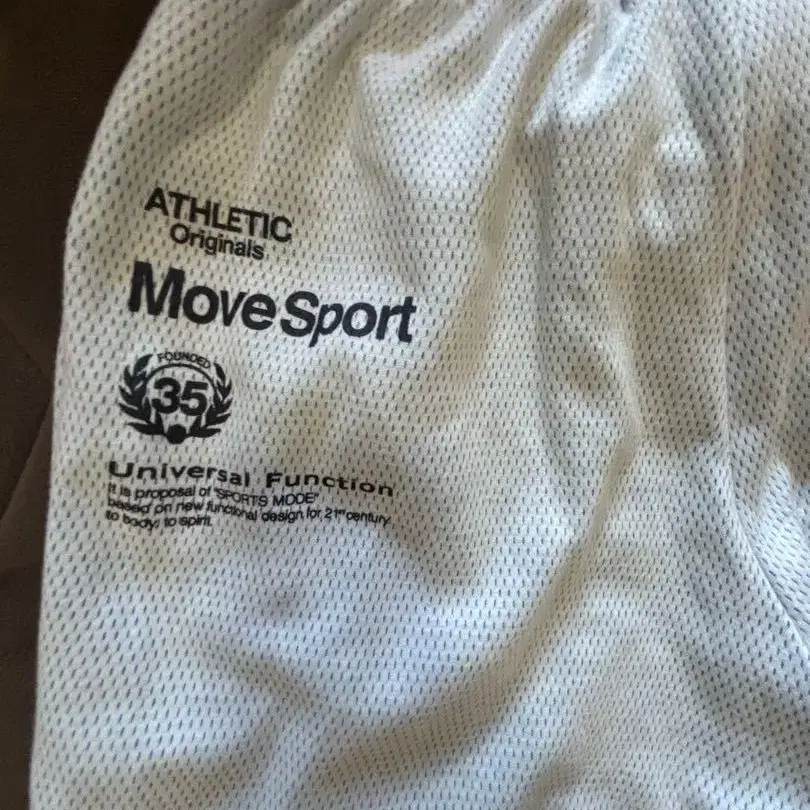 ATHLETIC
Originals
Move Sport
FOUNDED
35
Universal Function
It is proposal of "SPORTS MODE"
based on new functional design for 21st century.
to body, to spirit.